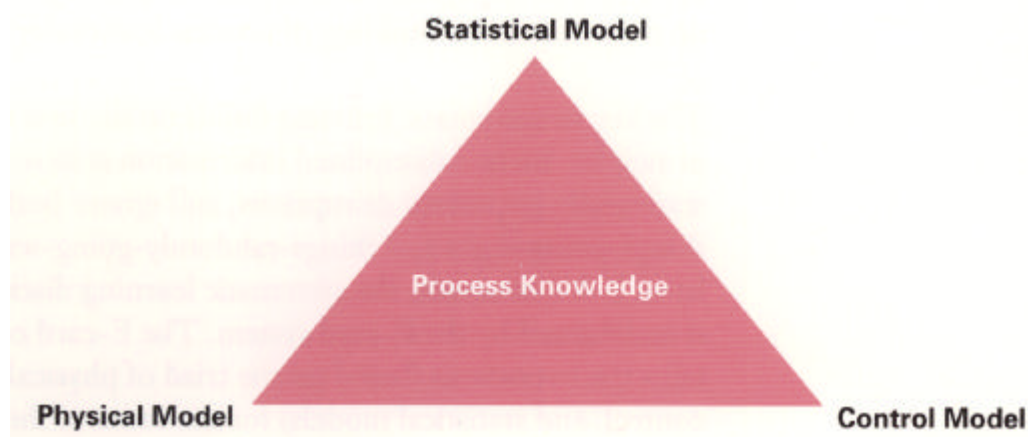 Statistical Model
Process Knowledge
Physical Model
Control Model